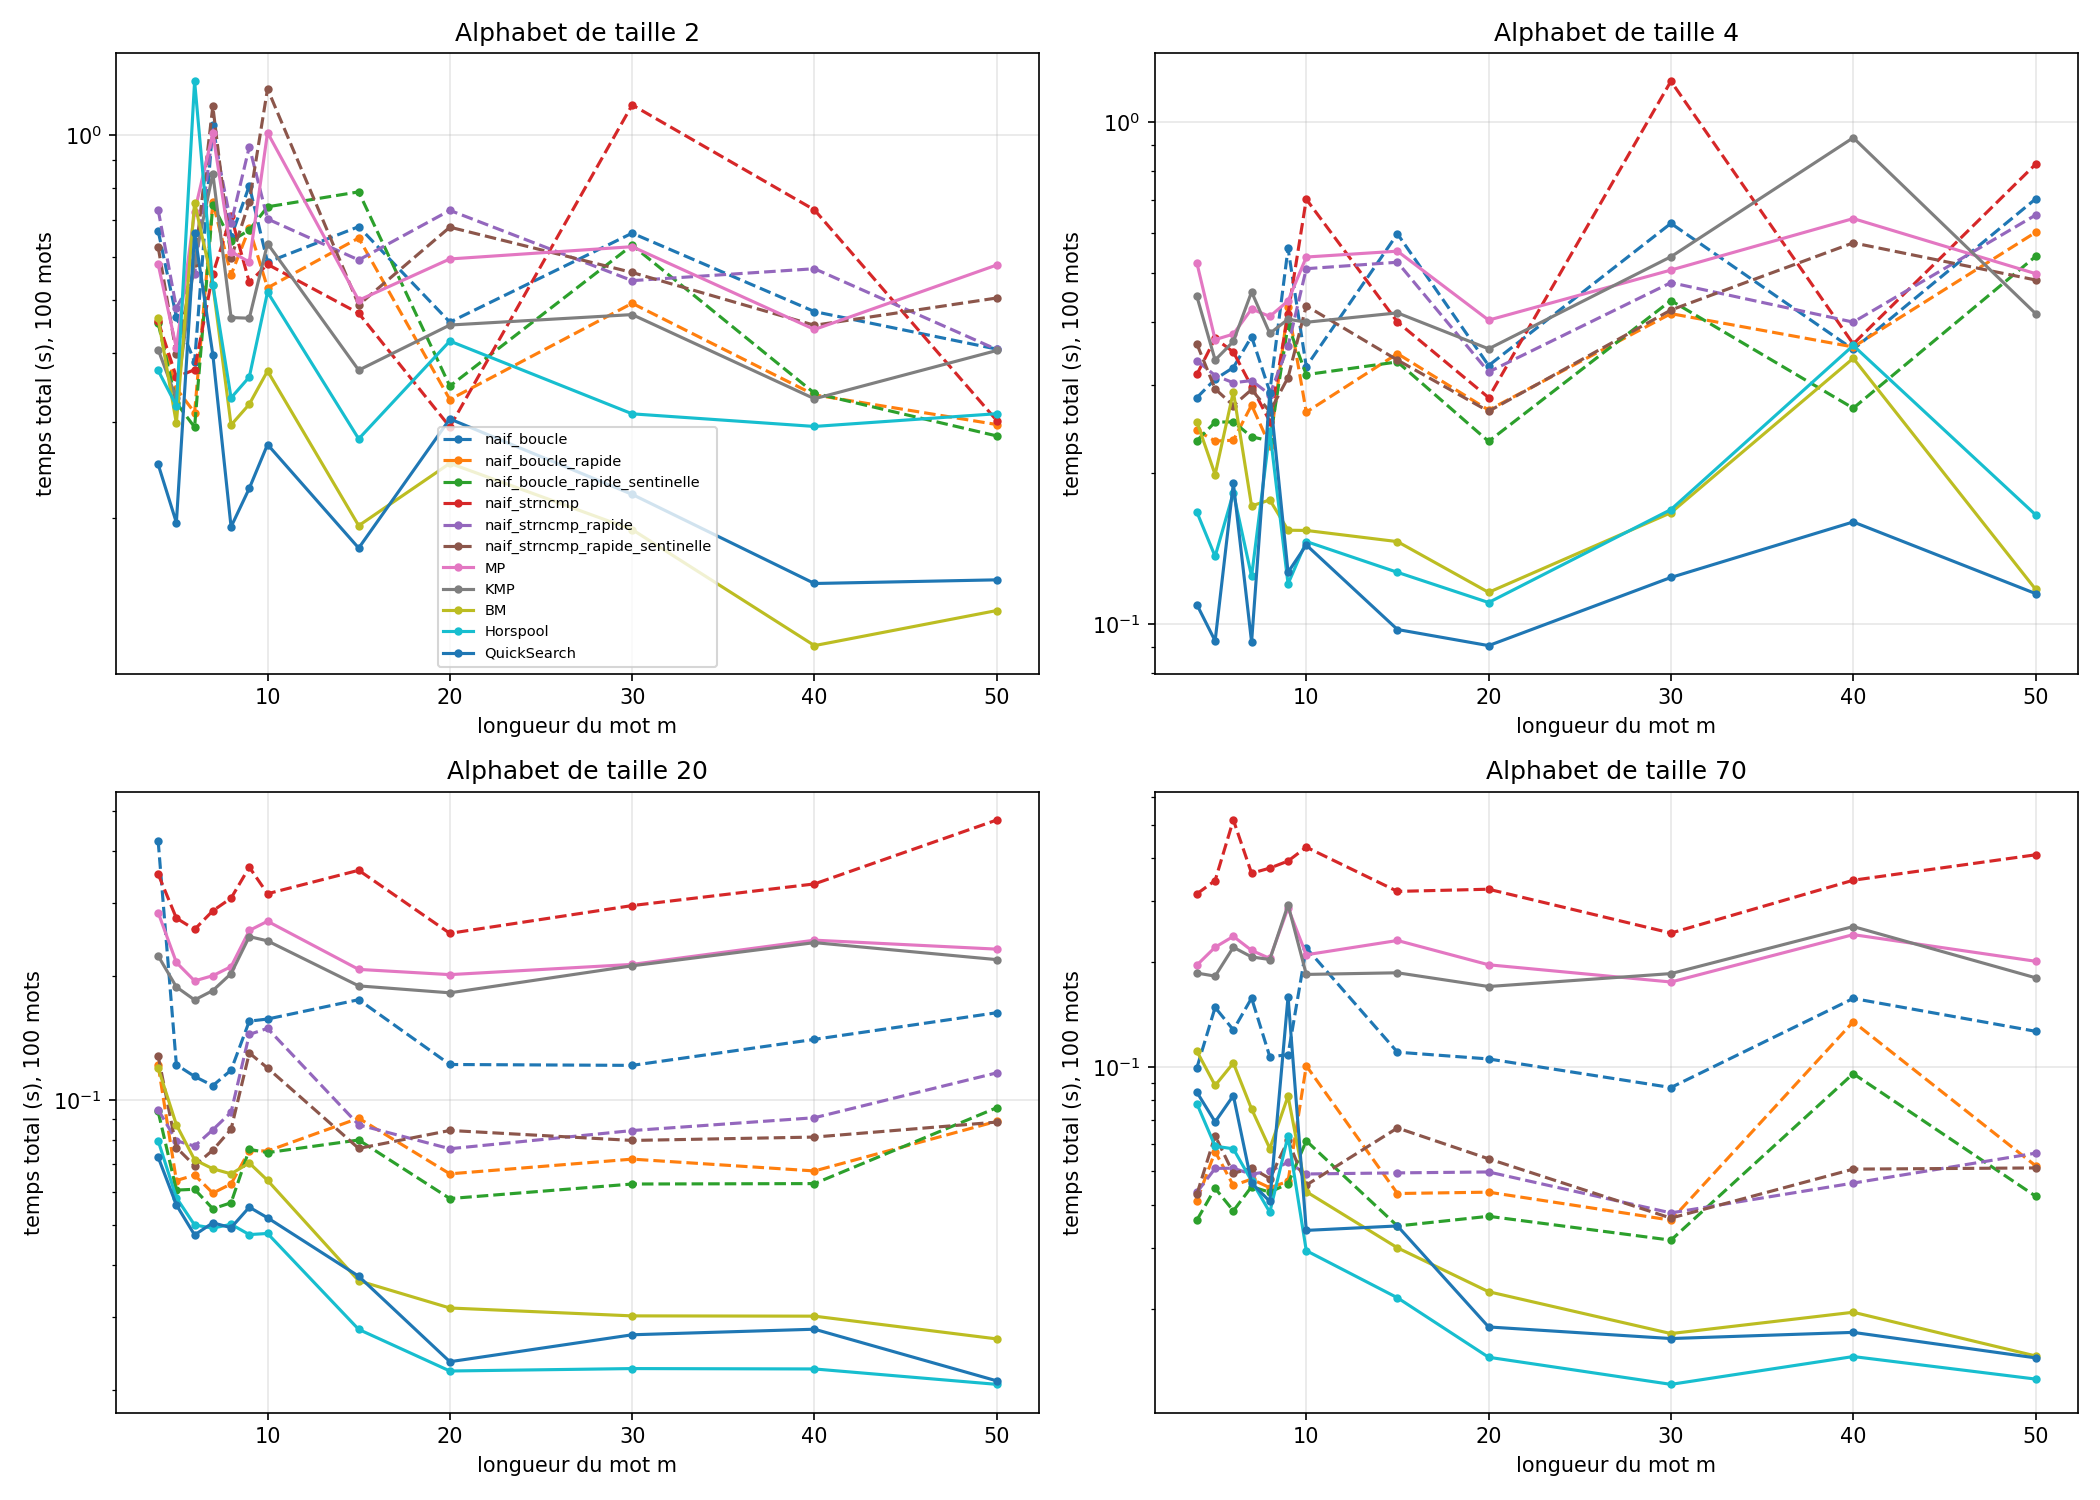 Alphabet de taille 2
temps total (s), 100 mots
10⁰
naif_boucle
naif_boucle_rapide
naif_boucle_rapide_sentinelle
naif_strncmp
naif_strncmp_rapide
naif_strncmp_rapide_sentinelle
MP
KMP
BM
Horspool
QuickSearch
10 20 30 40 50
longueur du mot m
Alphabet de taille 4
temps total (s), 100 mots
10⁰
10⁻¹
10 20 30 40 50
longueur du mot m
Alphabet de taille 20
temps total (s), 100 mots
10⁻¹
10 20 30 40 50
longueur du mot m
Alphabet de taille 70
temps total (s), 100 mots
10⁻¹
10 20 30 40 50
longueur du mot m